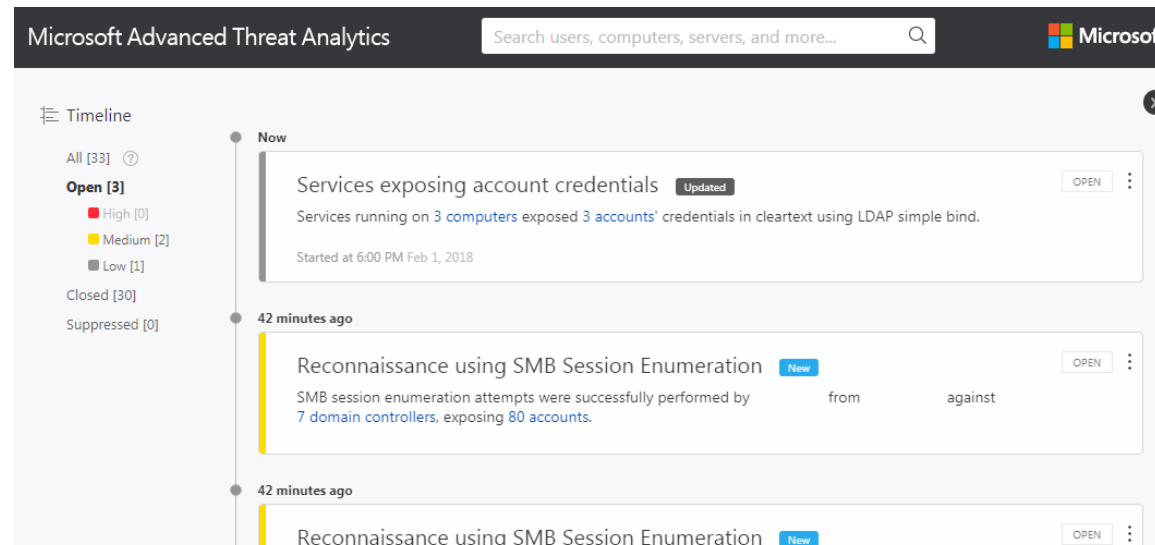 Microsoft Advanced Threat Analytics
Search users, computers, servers, and more...
Timeline
All [33] ?
Open [3]
High [0]
Medium [2]
Low [1]
Closed [30]
Suppressed [0]
Now
Services exposing account credentials Updated
OPEN
Services running on 3 computers exposed 3 accounts' credentials in cleartext using LDAP simple bind.
Started at 6:00 PM Feb 1, 2018
42 minutes ago
Reconnaissance using SMB Session Enumeration New
OPEN
SMB session enumeration attempts were successfully performed by from against
7 domain controllers, exposing 80 accounts.
42 minutes ago
Reconnaissance using SMB Session Enumeration New
OPEN